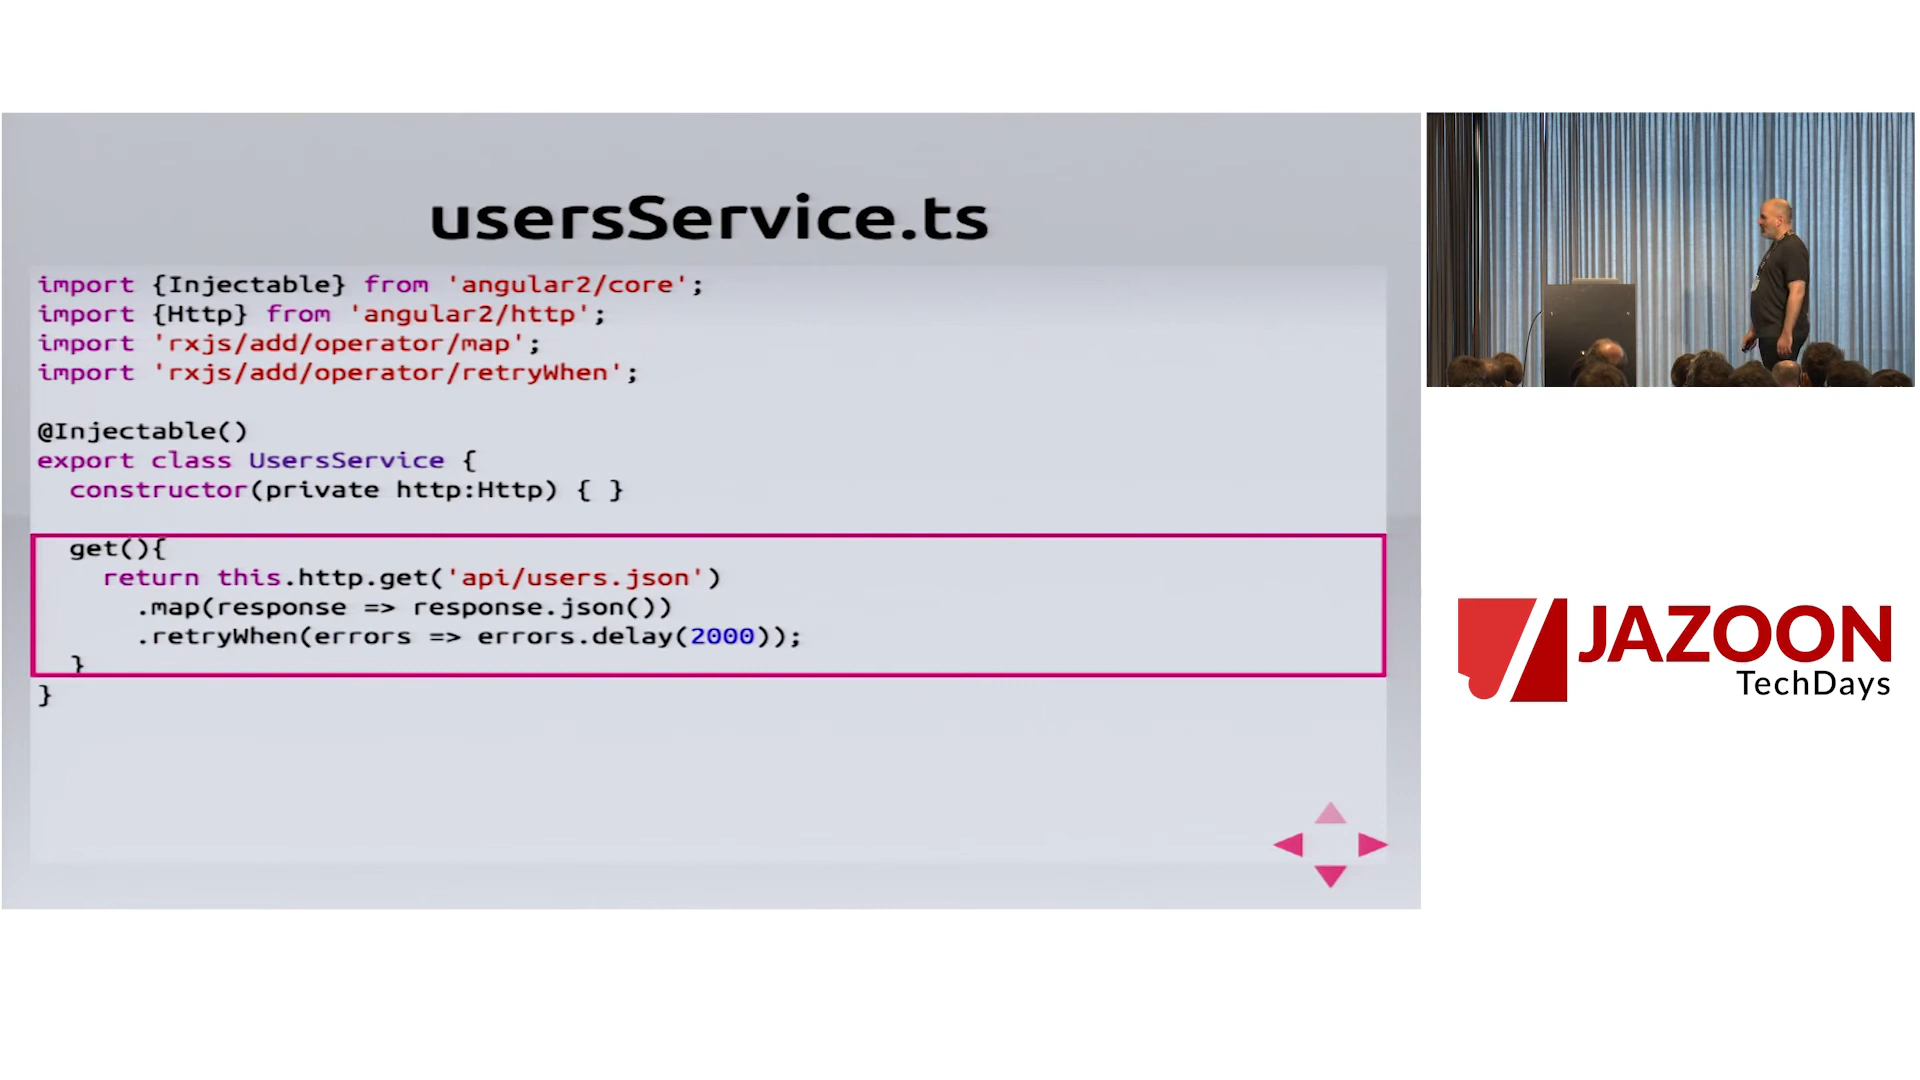 usersService.ts
import {Injectable} from 'angular2/core';
import {Http} from 'angular2/http';
import 'rxjs/add/operator/map';
import 'rxjs/add/operator/retryWhen';
@Injectable()
export class UsersService {
constructor(private http:Http) { }
get(){
return this.http.get('api/users.json')
.map(response => response.json())
.retryWhen(errors => errors.delay(2000));
}
}
JAZOON
TechDays